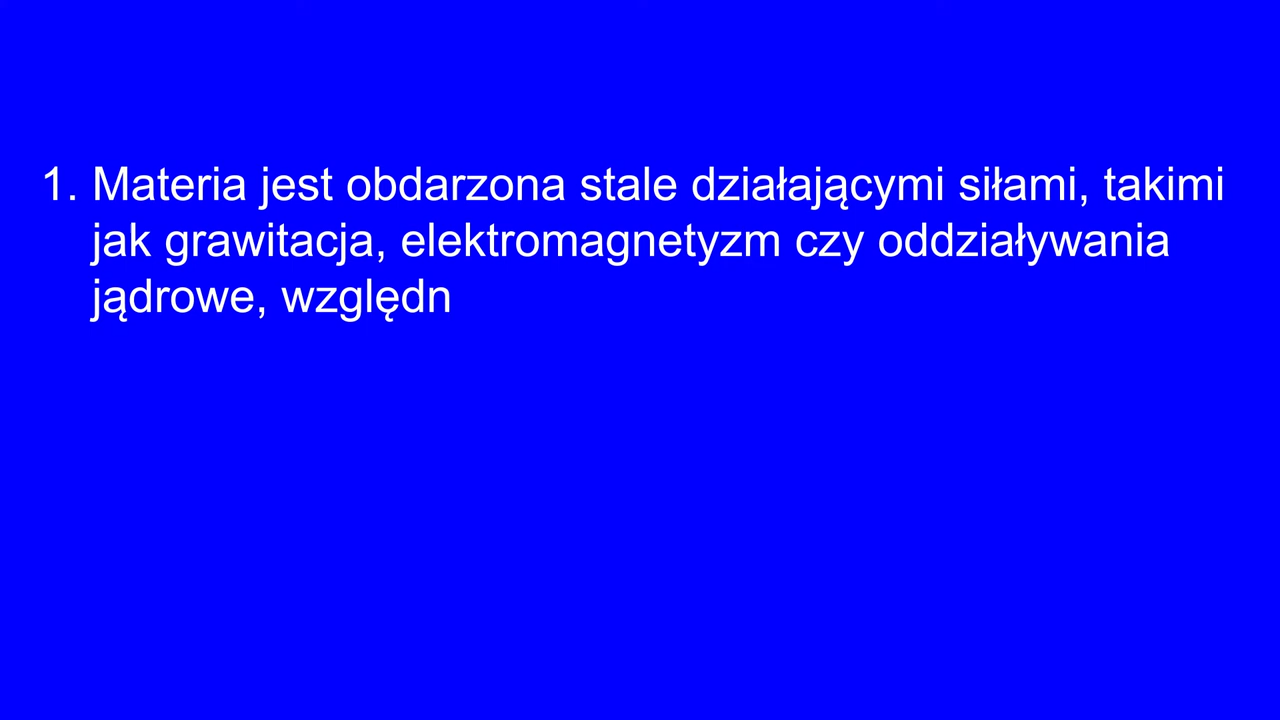 1. Materia jest obdarzona stale działającymi siłami, takimi
jak grawitacja, elektromagnetyzm czy oddziaływania
jądrowe, względn